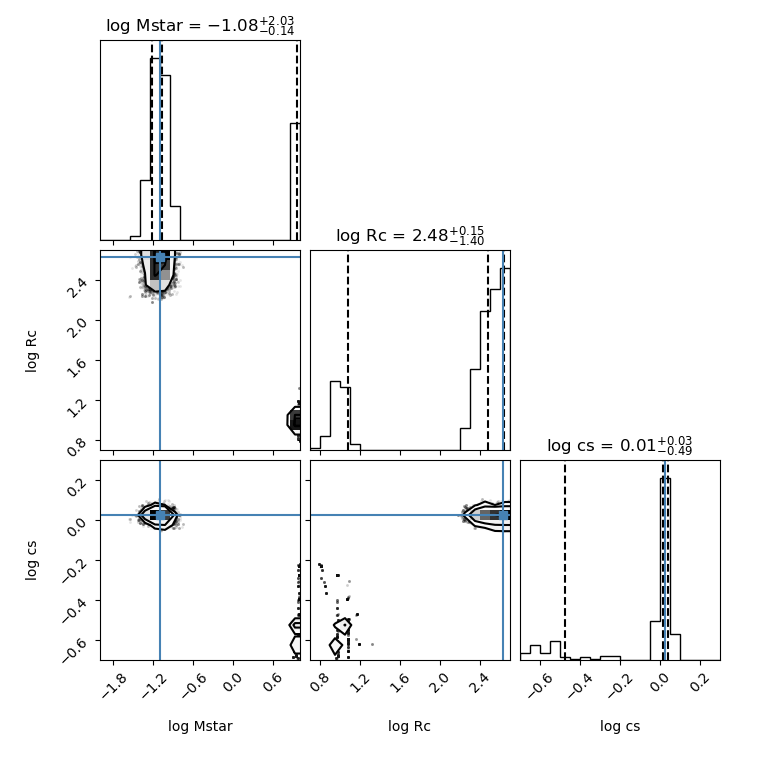 log Mstar = −1.08+2.03−0.14
log Rc = 2.48+0.15−1.40
2.4
2.0
1.6
1.2
0.8
log Rc
log cs = 0.01+0.03−0.49
0.2
0.0
−0.2
−0.4
−0.6
log cs
−1.8 −1.2 −0.6 0.0 0.6 0.8 1.2 1.6 2.0 2.4 −0.6 −0.4 −0.2 0.0 0.2
log Mstar log Rc log cs